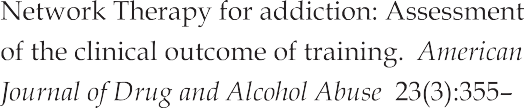 Network Therapy for addiction: Assessment
of the clinical outcome of training. American
Journal of Drug and Alcohol Abuse 23(3):355–